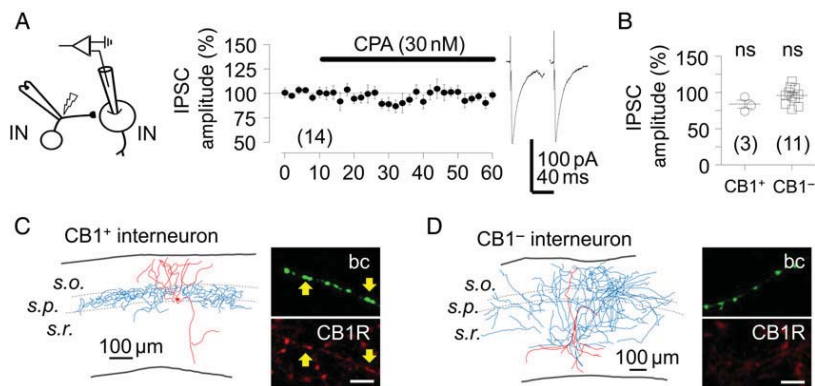 A
IN
IN
IPSC
amplitude (%)
150
125
100
75
50
CPA (30 nM)
(14)
0 10 20 30 40 50 60
100 pA
40 ms
B
IPSC
amplitude (%)
150
100
50
0
ns ns
(3) (11)
CB1⁺ CB1⁻
C
CB1⁺ interneuron
s.o.
s.p.
s.r.
100 µm
bc
CB1R
D
CB1⁻ interneuron
s.o.
s.p.
s.r.
100 µm
bc
CB1R